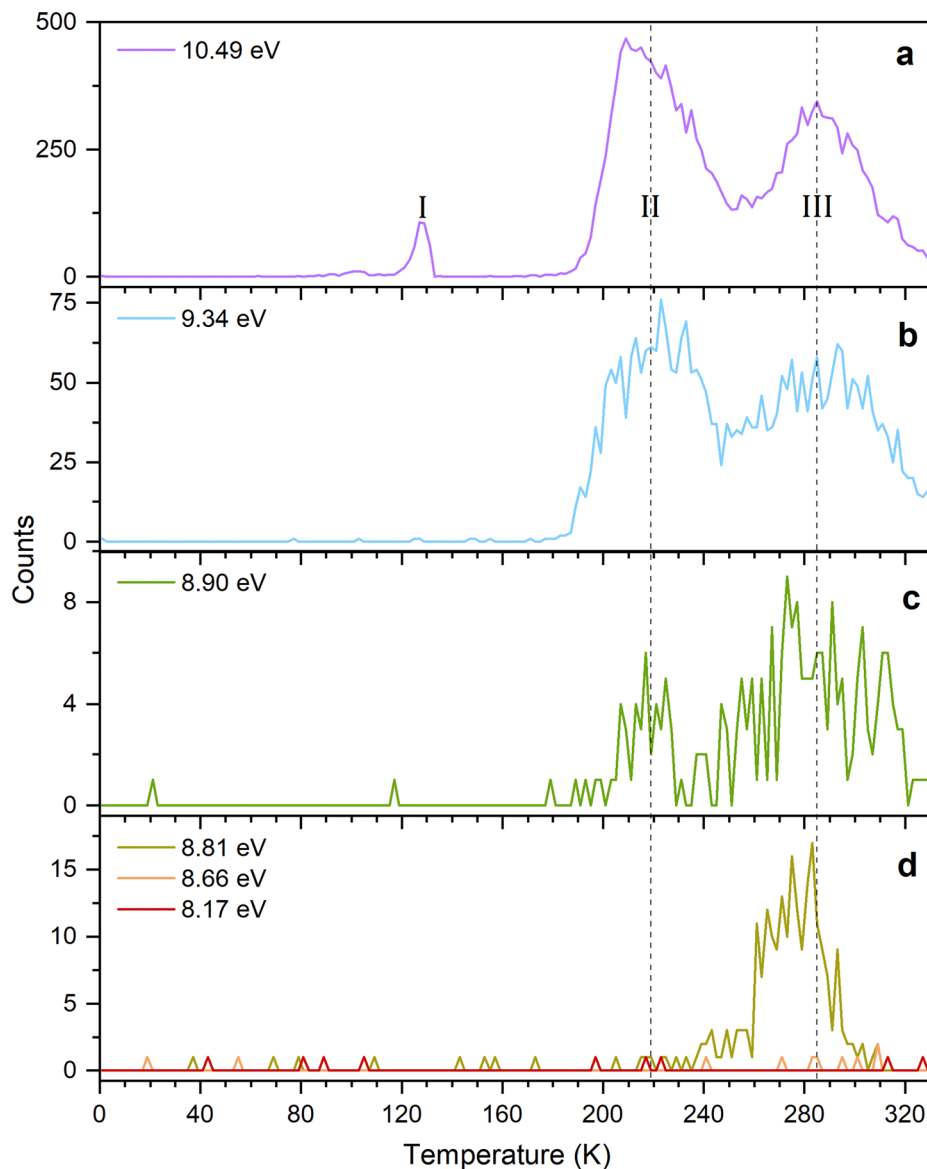 10.49 eV
a
500
250
0
I
II
III
9.34 eV
b
75
50
25
0
8.90 eV
c
8
4
0
8.81 eV
8.66 eV
8.17 eV
d
15
10
5
0
0 40 80 120 160 200 240 280 320
Counts
Temperature (K)